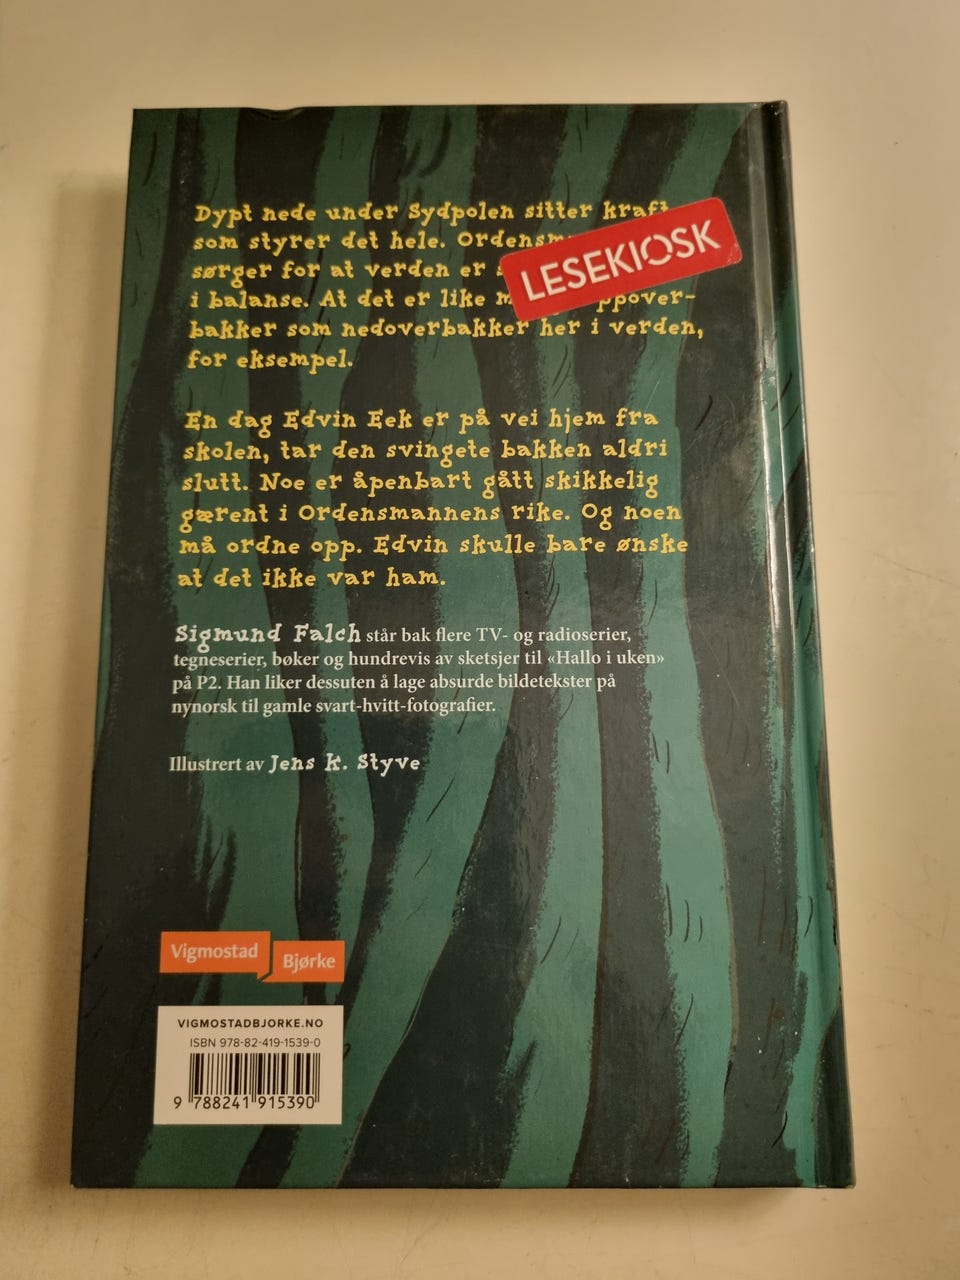 Dypt nede under Sydpolen sitter kraft
som styrer det hele. Ordensm
sørger for at verden er
i balanse. At det er like ppover-
bakker som nedoverbakker her i verden,
for eksempel.
LESEKIOSK
En dag Edvin Eek er på vei hjem fra
skolen, tar den svingete bakken aldri
slutt. Noe er åpenbart gått skikkelig
gærent i Ordensmannens rike. Og noen
må ordne opp. Edvin skulle bare ønske
at det ikke var ham.
Sigmund Falch står bak flere TV- og radioserier,
tegneserier, bøker og hundrevis av sketsjer til «Hallo i uken»
på P2. Han liker dessuten å lage absurde bildetekster på
nynorsk til gamle svart-hvitt-fotografier.
Illustrert av Jens K. Styve
Vigmostad
Bjørke
VIGMOSTADBJORKE.NO
ISBN 978-82-419-1539-0
9 788241 915390